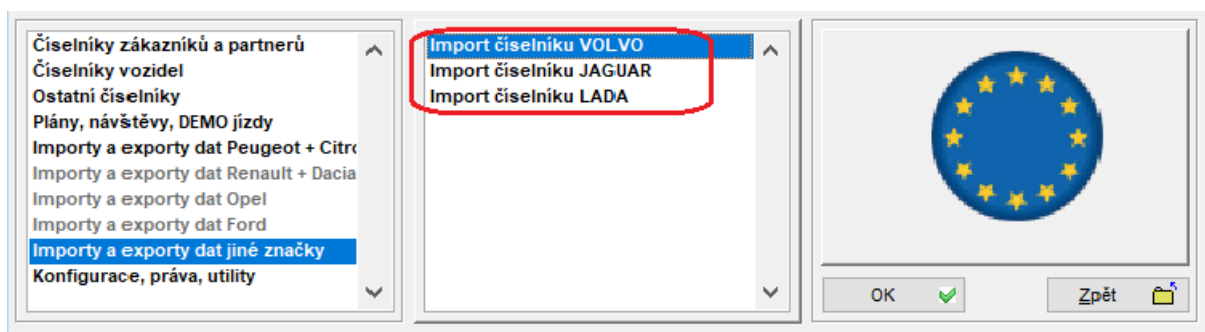 Číselníky zákazníků a partnerů
Číselníky vozidel
Ostatní číselníky
Plány, návštěvy, DEMO jízdy
Importy a exporty dat Peugeot + Citro
Importy a exporty dat Renault + Dacia
Importy a exporty dat Opel
Importy a exporty dat Ford
Importy a exporty dat jiné značky
Konfigurace, práva, utility
Import číselníku VOLVO
Import číselníku JAGUAR
Import číselníku LADA
OK
Zpět